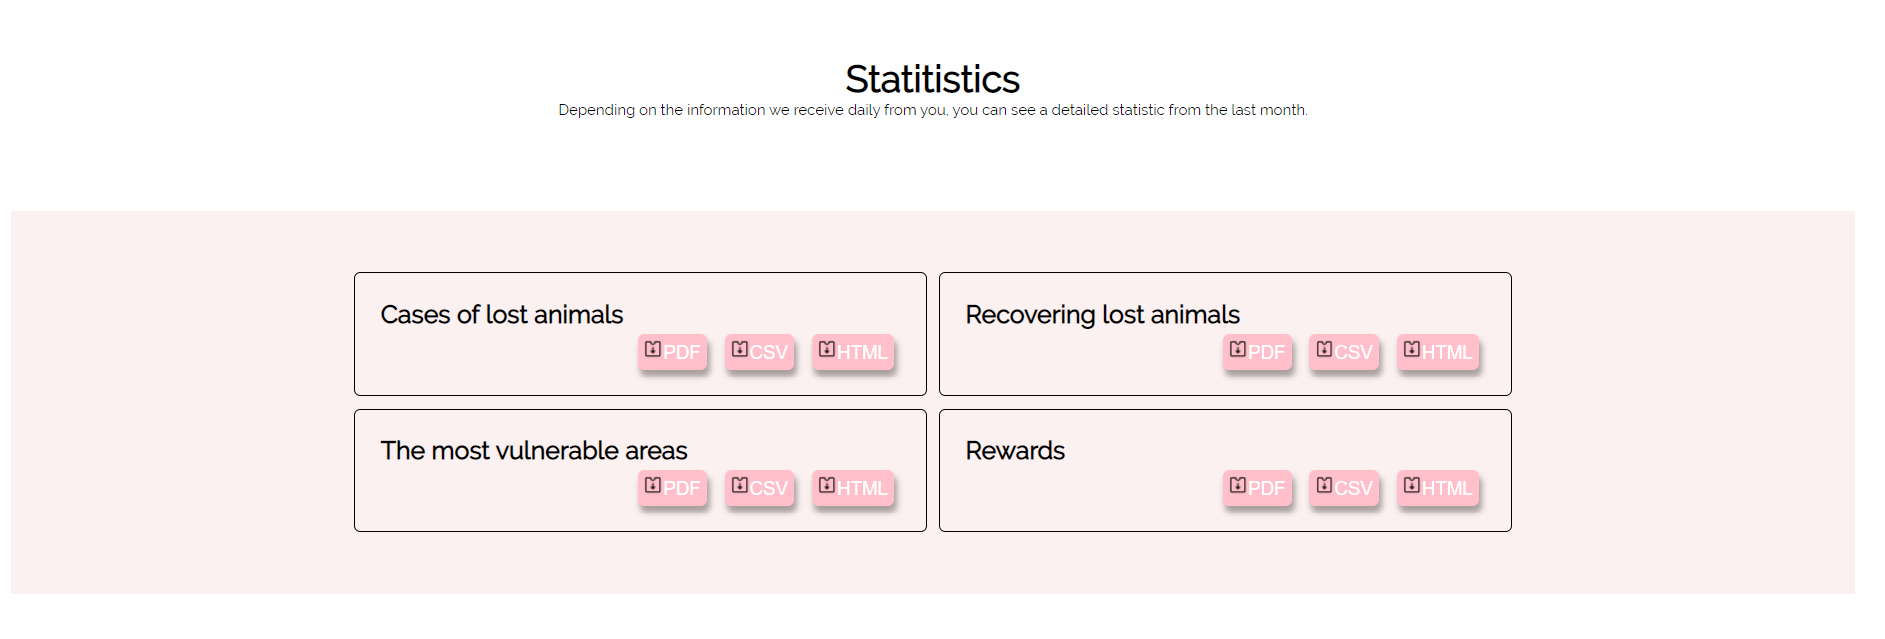 Statitistics
Depending on the information we receive daily from you, you can see a detailed statistic from the last month.
Cases of lost animals
PDF CSV HTML
Recovering lost animals
PDF CSV HTML
The most vulnerable areas
PDF CSV HTML
Rewards
PDF CSV HTML